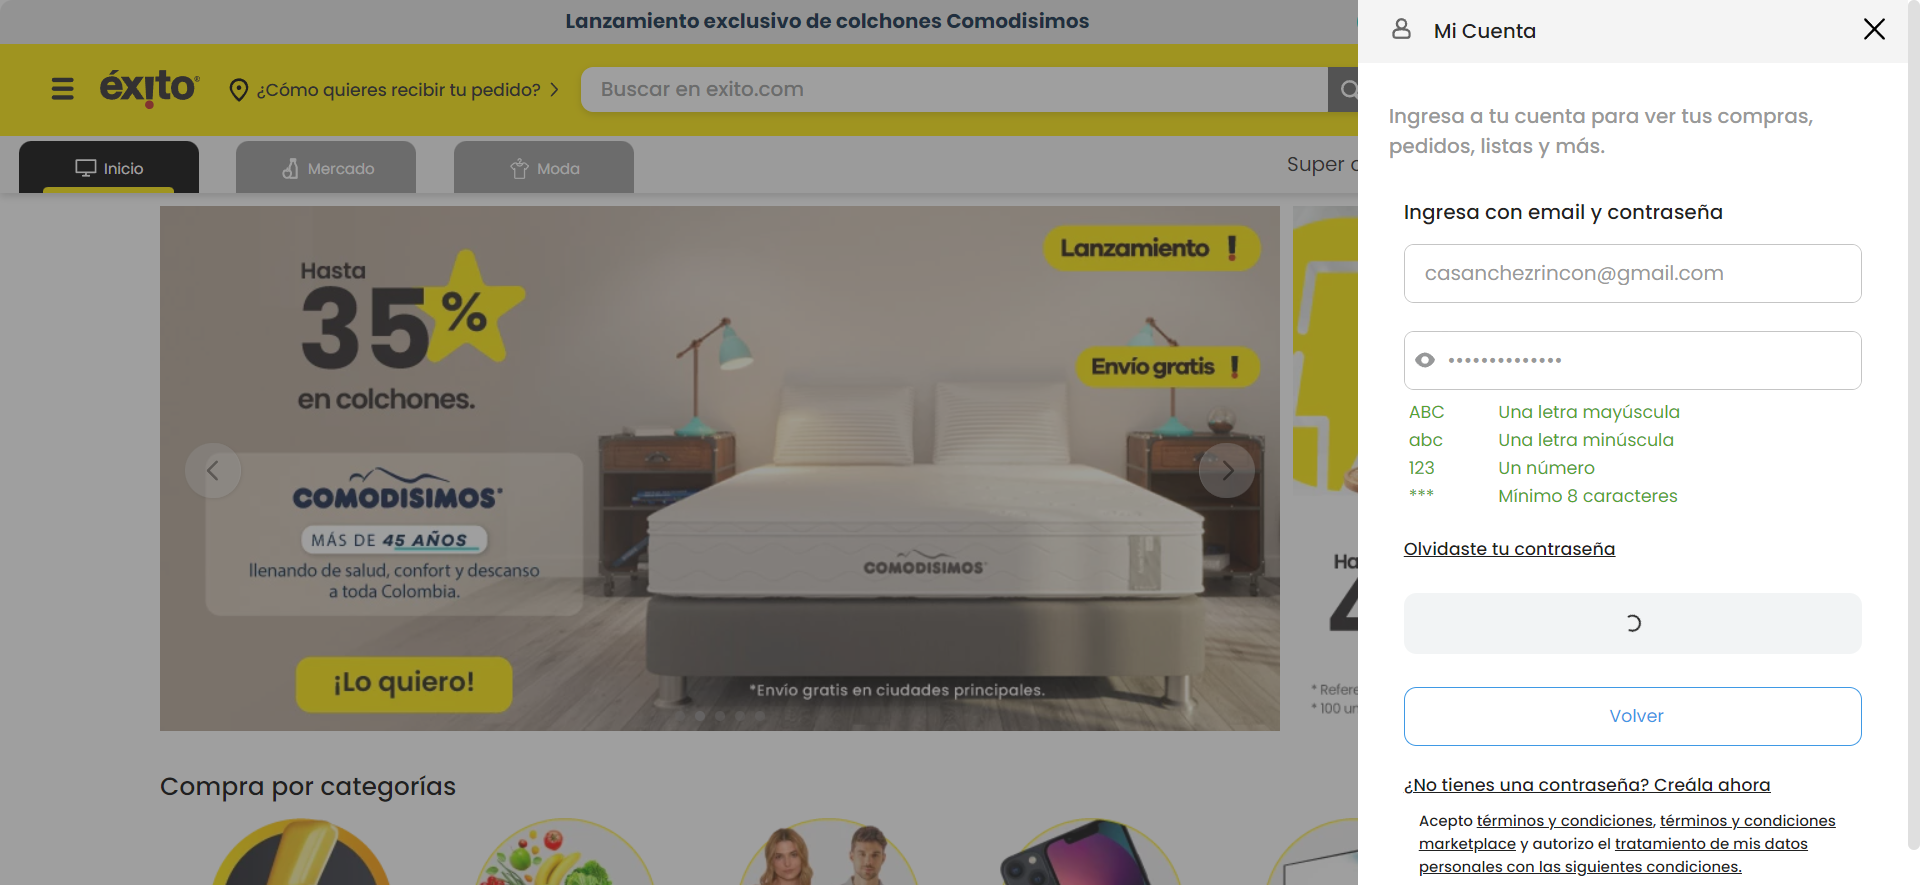 Lanzamiento exclusivo de colchones Comodisimos
éxito
¿Cómo quieres recibir tu pedido?
Buscar en exito.com
Inicio
Mercado
Moda
Super
Hasta
35%
en colchones.
Lanzamiento !
Envío gratis !
COMODISIMOS
MÁS DE 45 AÑOS
llenando de salud, confort y descanso
a toda Colombia.
¡Lo quiero!
COMODISIMOS
*Envío gratis en ciudades principales.
Compra por categorías
Mi Cuenta
Ingresa a tu cuenta para ver tus compras,
pedidos, listas y más.
Ingresa con email y contraseña
casanchezrincon@gmail.com
••••••••••••••
ABC Una letra mayúscula
abc Una letra minúscula
123 Un número
*** Mínimo 8 caracteres
Olvidaste tu contraseña
Volver
¿No tienes una contraseña? Creála ahora
Acepto términos y condiciones, términos y condiciones
marketplace y autorizo el tratamiento de mis datos
personales con las siguientes condiciones.